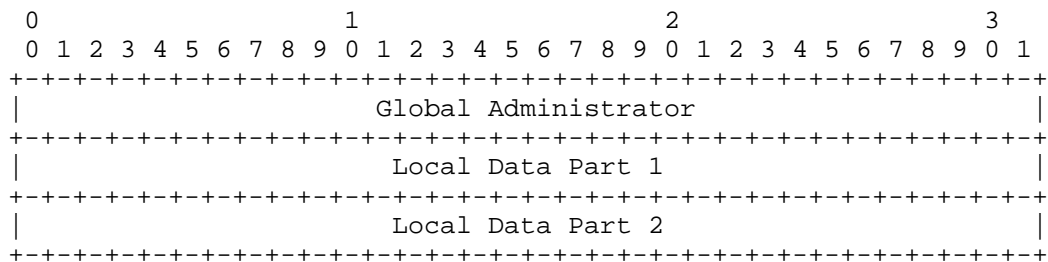 0                   1                   2                   3
 0 1 2 3 4 5 6 7 8 9 0 1 2 3 4 5 6 7 8 9 0 1 2 3 4 5 6 7 8 9 0 1
+-+-+-+-+-+-+-+-+-+-+-+-+-+-+-+-+-+-+-+-+-+-+-+-+-+-+-+-+-+-+-+-+
|                      Global Administrator                     |
+-+-+-+-+-+-+-+-+-+-+-+-+-+-+-+-+-+-+-+-+-+-+-+-+-+-+-+-+-+-+-+-+
|                       Local Data Part 1                       |
+-+-+-+-+-+-+-+-+-+-+-+-+-+-+-+-+-+-+-+-+-+-+-+-+-+-+-+-+-+-+-+-+
|                       Local Data Part 2                       |
+-+-+-+-+-+-+-+-+-+-+-+-+-+-+-+-+-+-+-+-+-+-+-+-+-+-+-+-+-+-+-+-+